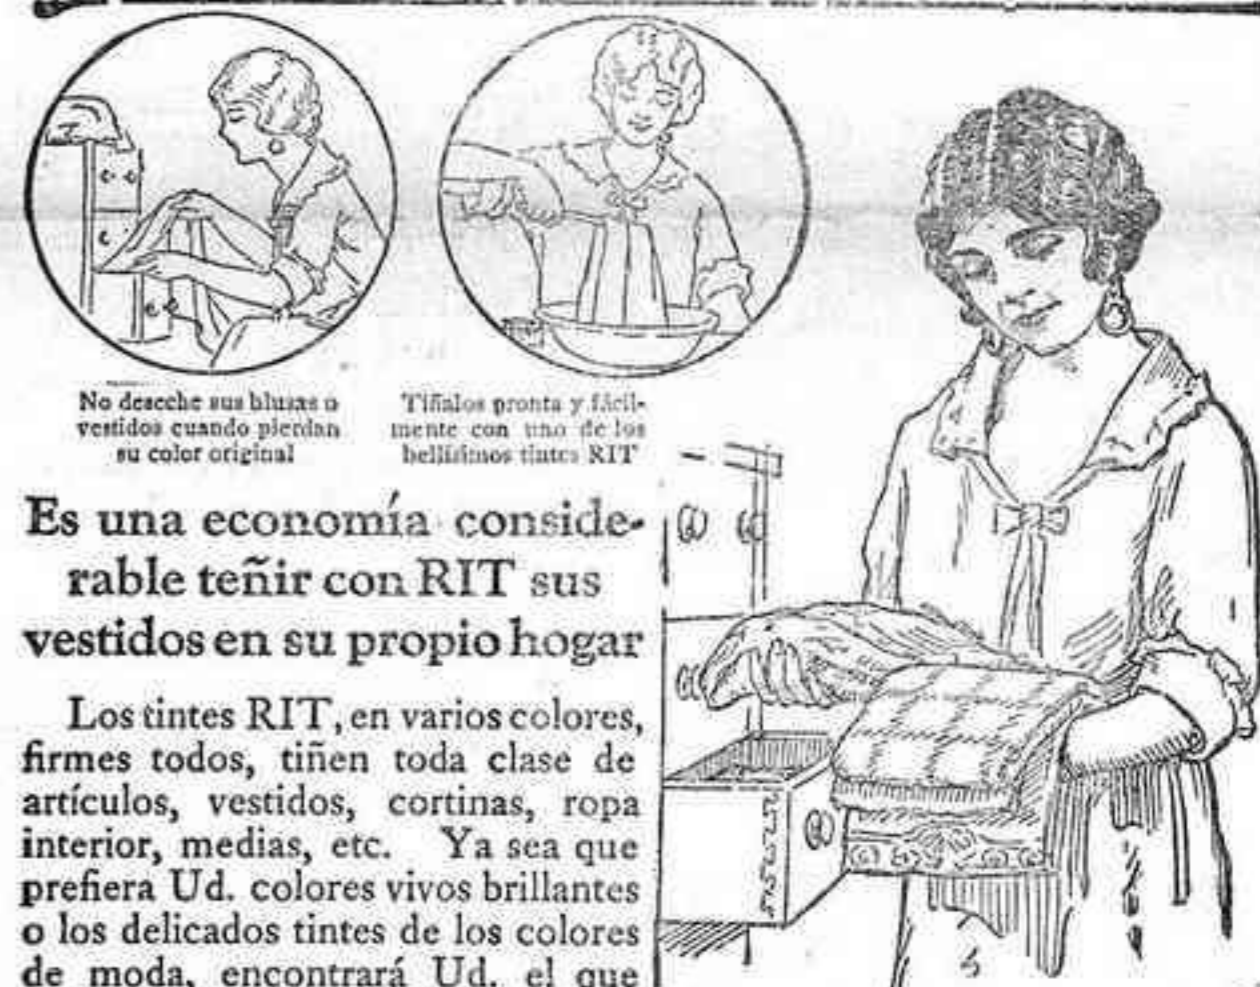 No deseche sus blusas o
vestidos cuando pierdan
su color original
Tíñalos pronta y fácil-
mente con uno de los
bellísimos tintes RIT
Es una economía conside-
rable teñir con RIT sus
vestidos en su propio hogar
Los tintes RIT, en varios colores,
firmes todos, tiñen toda clase de
artículos, vestidos, cortinas, ropa
interior, medias, etc. Ya sea que
prefiera Ud. colores vivos brillantes
o los delicados tintes de los colores
de moda, encontrará Ud. el que